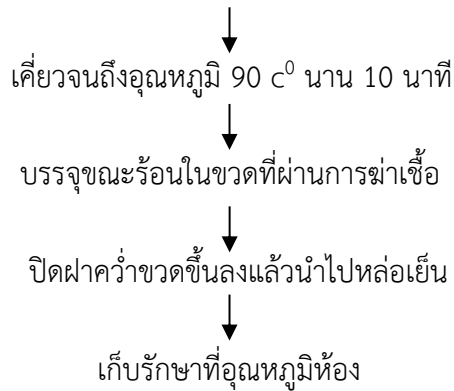 เคี่ยวจนถึงอุณหภูมิ 90 c⁰ นาน 10 นาที
บรรจุขณะร้อนในขวดที่ผ่านการฆ่าเชื้อ
ปิดฝาคว่ำขวดขึ้นลงแล้วนำไปหล่อเย็น
เก็บรักษาที่อุณหภูมิห้อง